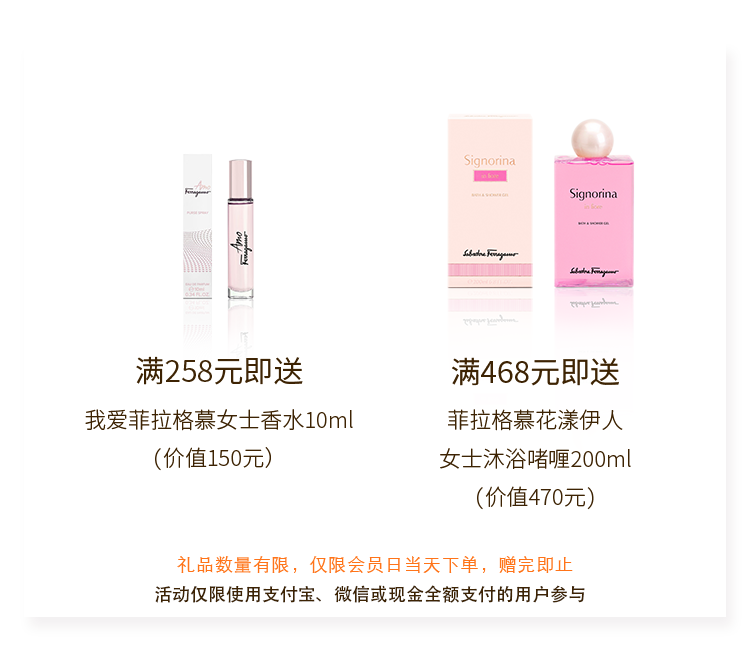 Amo
Ferragamo
Amo
Ferragamo
Signorina
BATH & SHOWER GEL
Salvatore Ferragamo
Signorina
BATH & SHOWER GEL
Salvatore Ferragamo
满258元即送
我爱菲拉格慕女士香水10ml
(价值150元）
满468元即送
菲拉格慕花漾伊人
女士沐浴啫喱200ml
(价值470元)
礼品数量有限，仅限会员日当天下单，赠完即止
活动仅限使用支付宝、微信或现金全额支付的用户参与